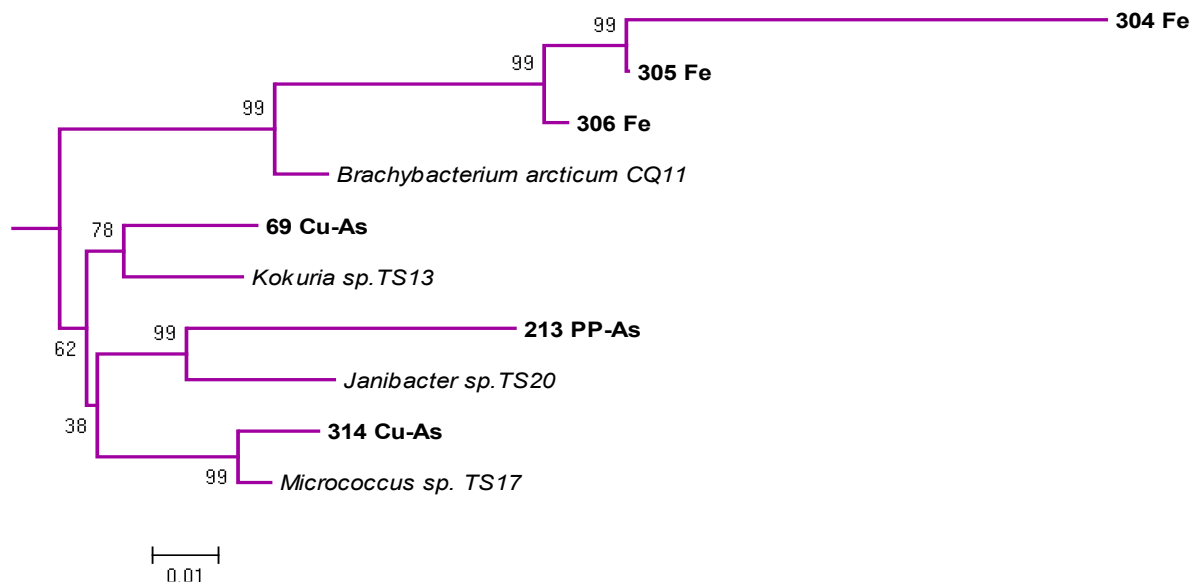 99
304 Fe
99
305 Fe
99
306 Fe
Brachybacterium arcticum CQ11
78
69 Cu-As
Kokuria sp.TS13
99
213 PP-As
62
Janibacter sp.TS20
38
314 Cu-As
99
Micrococcus sp. TS17
0.01